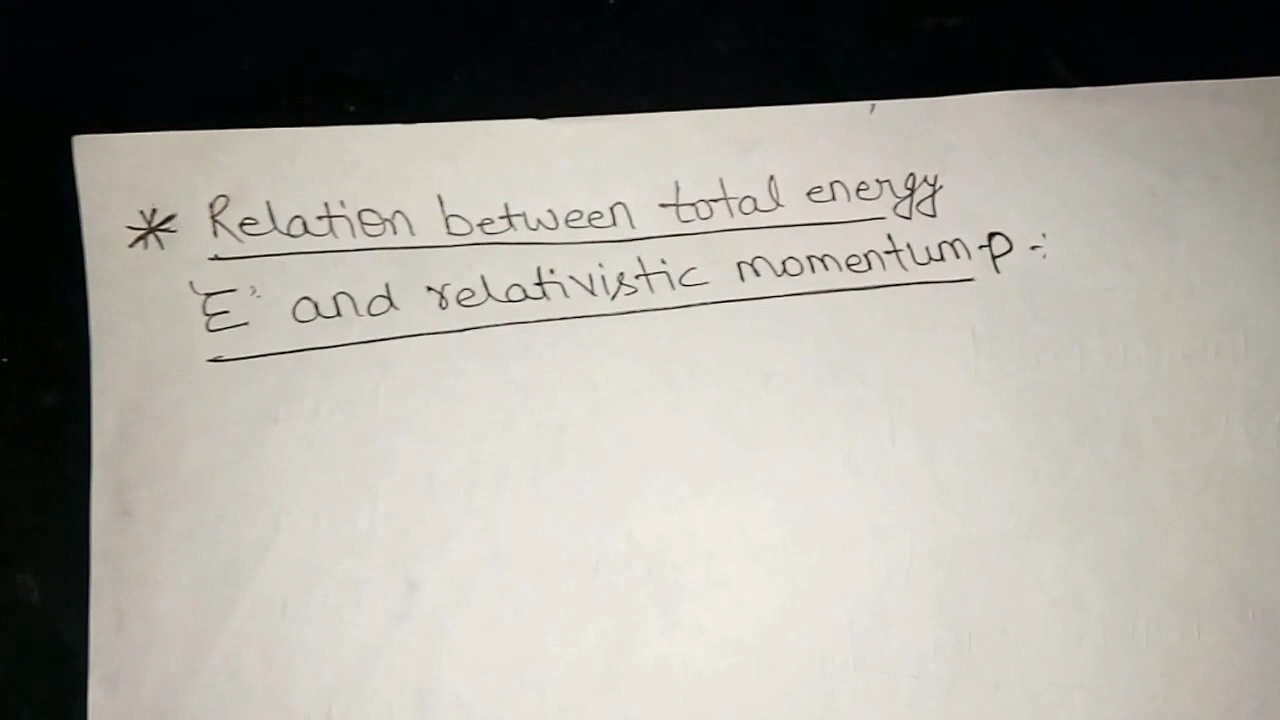 * Relation between total energy
'E' and relativistic momentum-p -: